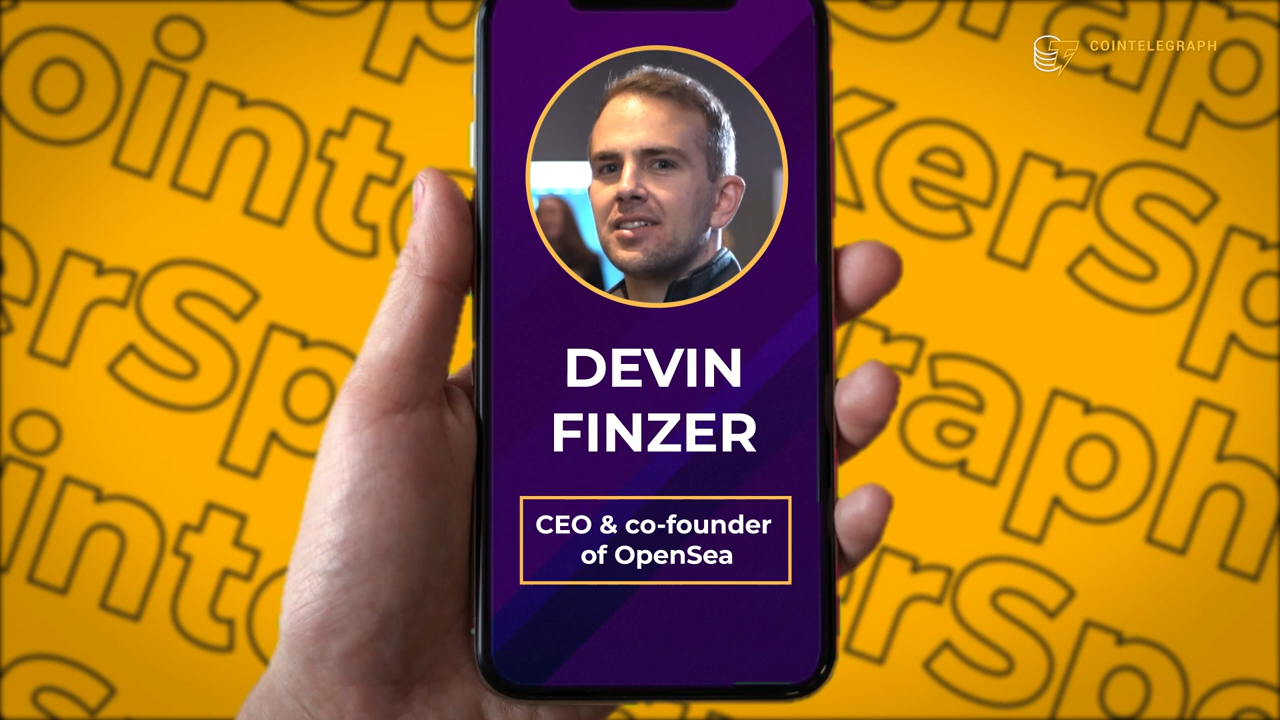 COINTELEGRAPH
DEVIN
FINZER
CEO & co-founder
of OpenSea